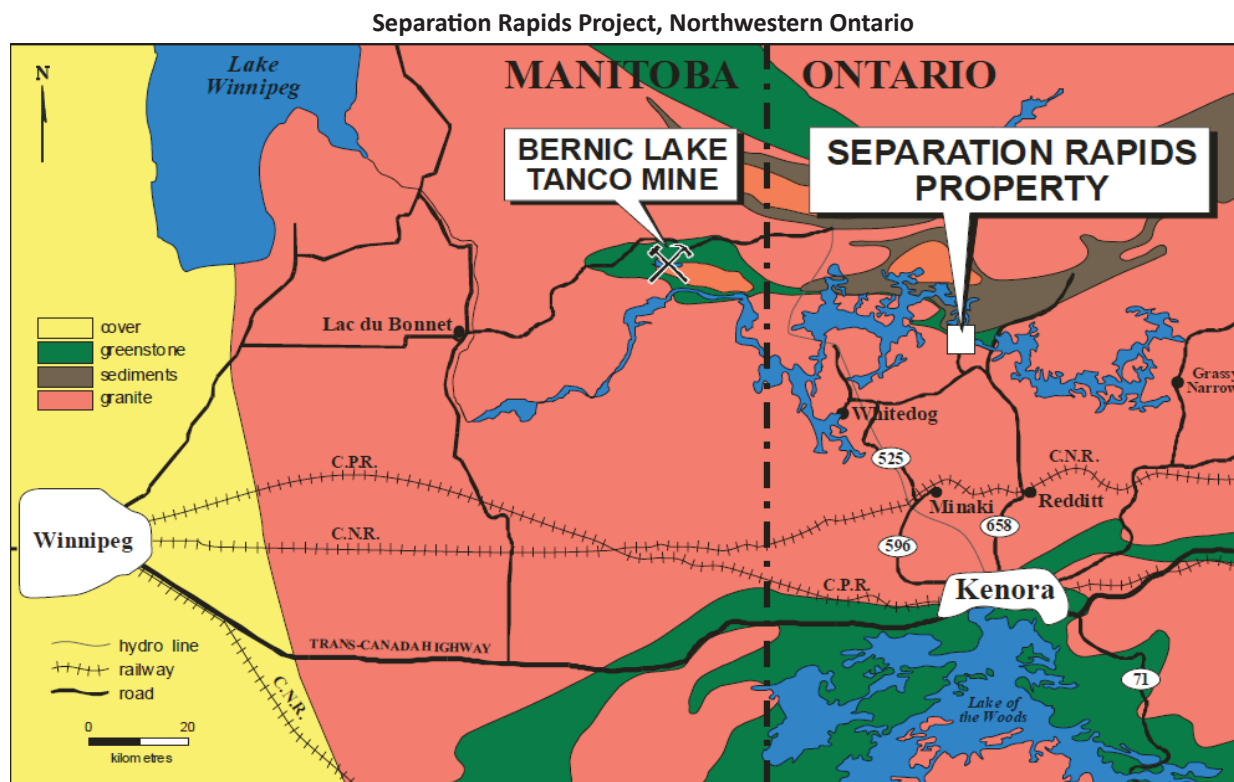 Separation Rapids Project, Northwestern Ontario
N
Lake
Winnipeg
MANITOBA
ONTARIO
BERNIC LAKE
TANCO MINE
SEPARATION RAPIDS
PROPERTY
Lac du Bonnet
cover
greenstone
sediments
granite
Grassy
Narrow
Whitedog
525
C.P.R.
C.N.R.
Minaki
Redditt
658
596
Winnipeg
C.N.R.
C.P.R.
Kenora
TRANS-CANADA HIGHWAY
hydro line
railway
road
C.N.R.
71
Lake of
the Woods
0
20
kilometres